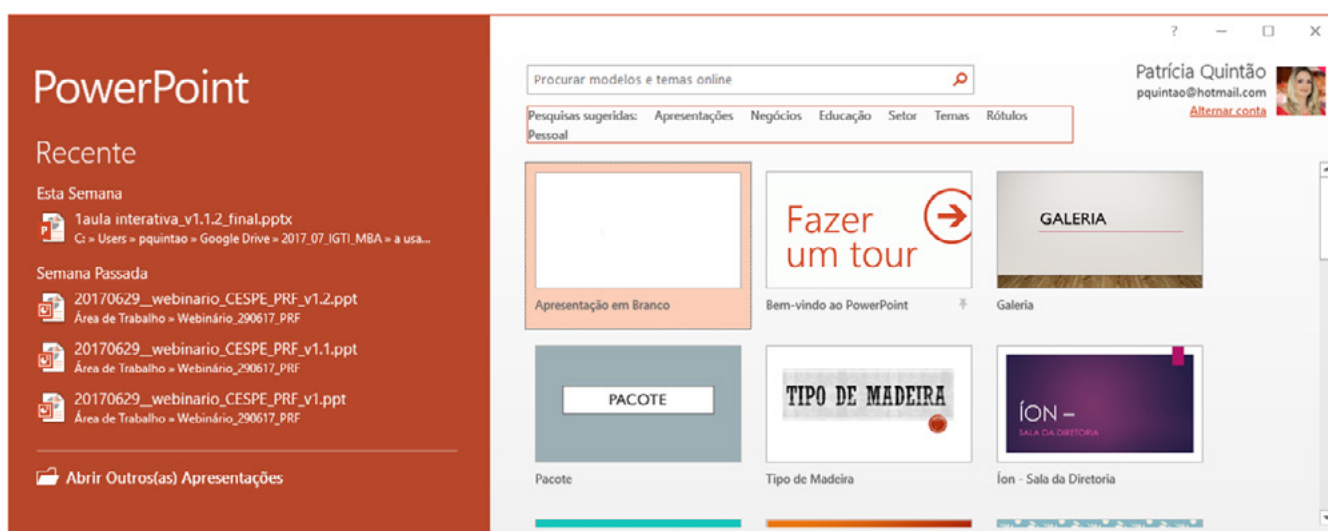 PowerPoint
Recente
Esta Semana
1aula interativa_v1.1.2_final.pptx
C: » Users » pquintao » Google Drive » 2017_07_IGTI_MBA » a usa...
Semana Passada
20170629__webinario_CESPE_PRF_v1.2.ppt
Área de Trabalho » Webinário_290617_PRF
20170629__webinario_CESPE_PRF_v1.1.ppt
Área de Trabalho » Webinário_290617_PRF
20170629__webinario_CESPE_PRF_v1.ppt
Área de Trabalho » Webinário_290617_PRF
Abrir Outros(as) Apresentações
?
Procurar modelos e temas online
Patrícia Quintão
pquintao@hotmail.com
Alternar conta
Pesquisas sugeridas: Apresentações Negócios Educação Setor Temas Rótulos
Pessoal
Apresentação em Branco
Fazer
um tour
Bem-vindo ao PowerPoint
GALERIA
Galeria
PACOTE
Pacote
TIPO DE MADEIRA
Tipo de Madeira
ÍON –
SALA DA DIRETORIA
Íon - Sala da Diretoria